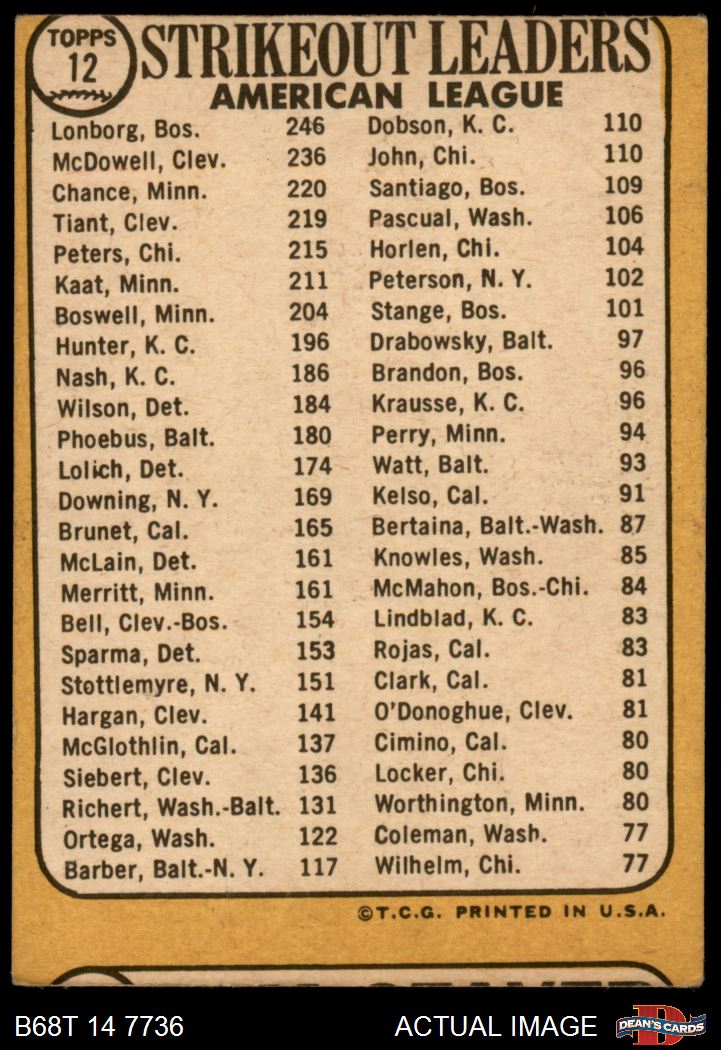 TOPPS
12
STRIKEOUT LEADERS
AMERICAN LEAGUE
Lonborg, Bos. 246
McDowell, Clev. 236
Chance, Minn. 220
Tiant, Clev. 219
Peters, Chi. 215
Kaat, Minn. 211
Boswell, Minn. 204
Hunter, K. C. 196
Nash, K. C. 186
Wilson, Det. 184
Phoebus, Balt. 180
Lolich, Det. 174
Downing, N. Y. 169
Brunet, Cal. 165
McLain, Det. 161
Merritt, Minn. 161
Bell, Clev.-Bos. 154
Sparma, Det. 153
Stottlemyre, N. Y. 151
Hargan, Clev. 141
McGlothlin, Cal. 137
Siebert, Clev. 136
Richert, Wash.-Balt. 131
Ortega, Wash. 122
Barber, Balt.-N. Y. 117
Dobson, K. C. 110
John, Chi. 110
Santiago, Bos. 109
Pascual, Wash. 106
Horlen, Chi. 104
Peterson, N. Y. 102
Stange, Bos. 101
Drabowsky, Balt. 97
Brandon, Bos. 96
Krausse, K. C. 96
Perry, Minn. 94
Watt, Balt. 93
Kelso, Cal. 91
Bertaina, Balt.-Wash. 87
Knowles, Wash. 85
McMahon, Bos.-Chi. 84
Lindblad, K. C. 83
Rojas, Cal. 83
Clark, Cal. 81
O'Donoghue, Clev. 81
Cimino, Cal. 80
Locker, Chi. 80
Worthington, Minn. 80
Coleman, Wash. 77
Wilhelm, Chi. 77
©T.C.G. PRINTED IN U.S.A.
B68T 14 7736
ACTUAL IMAGE
D
DEAN'S CARDS